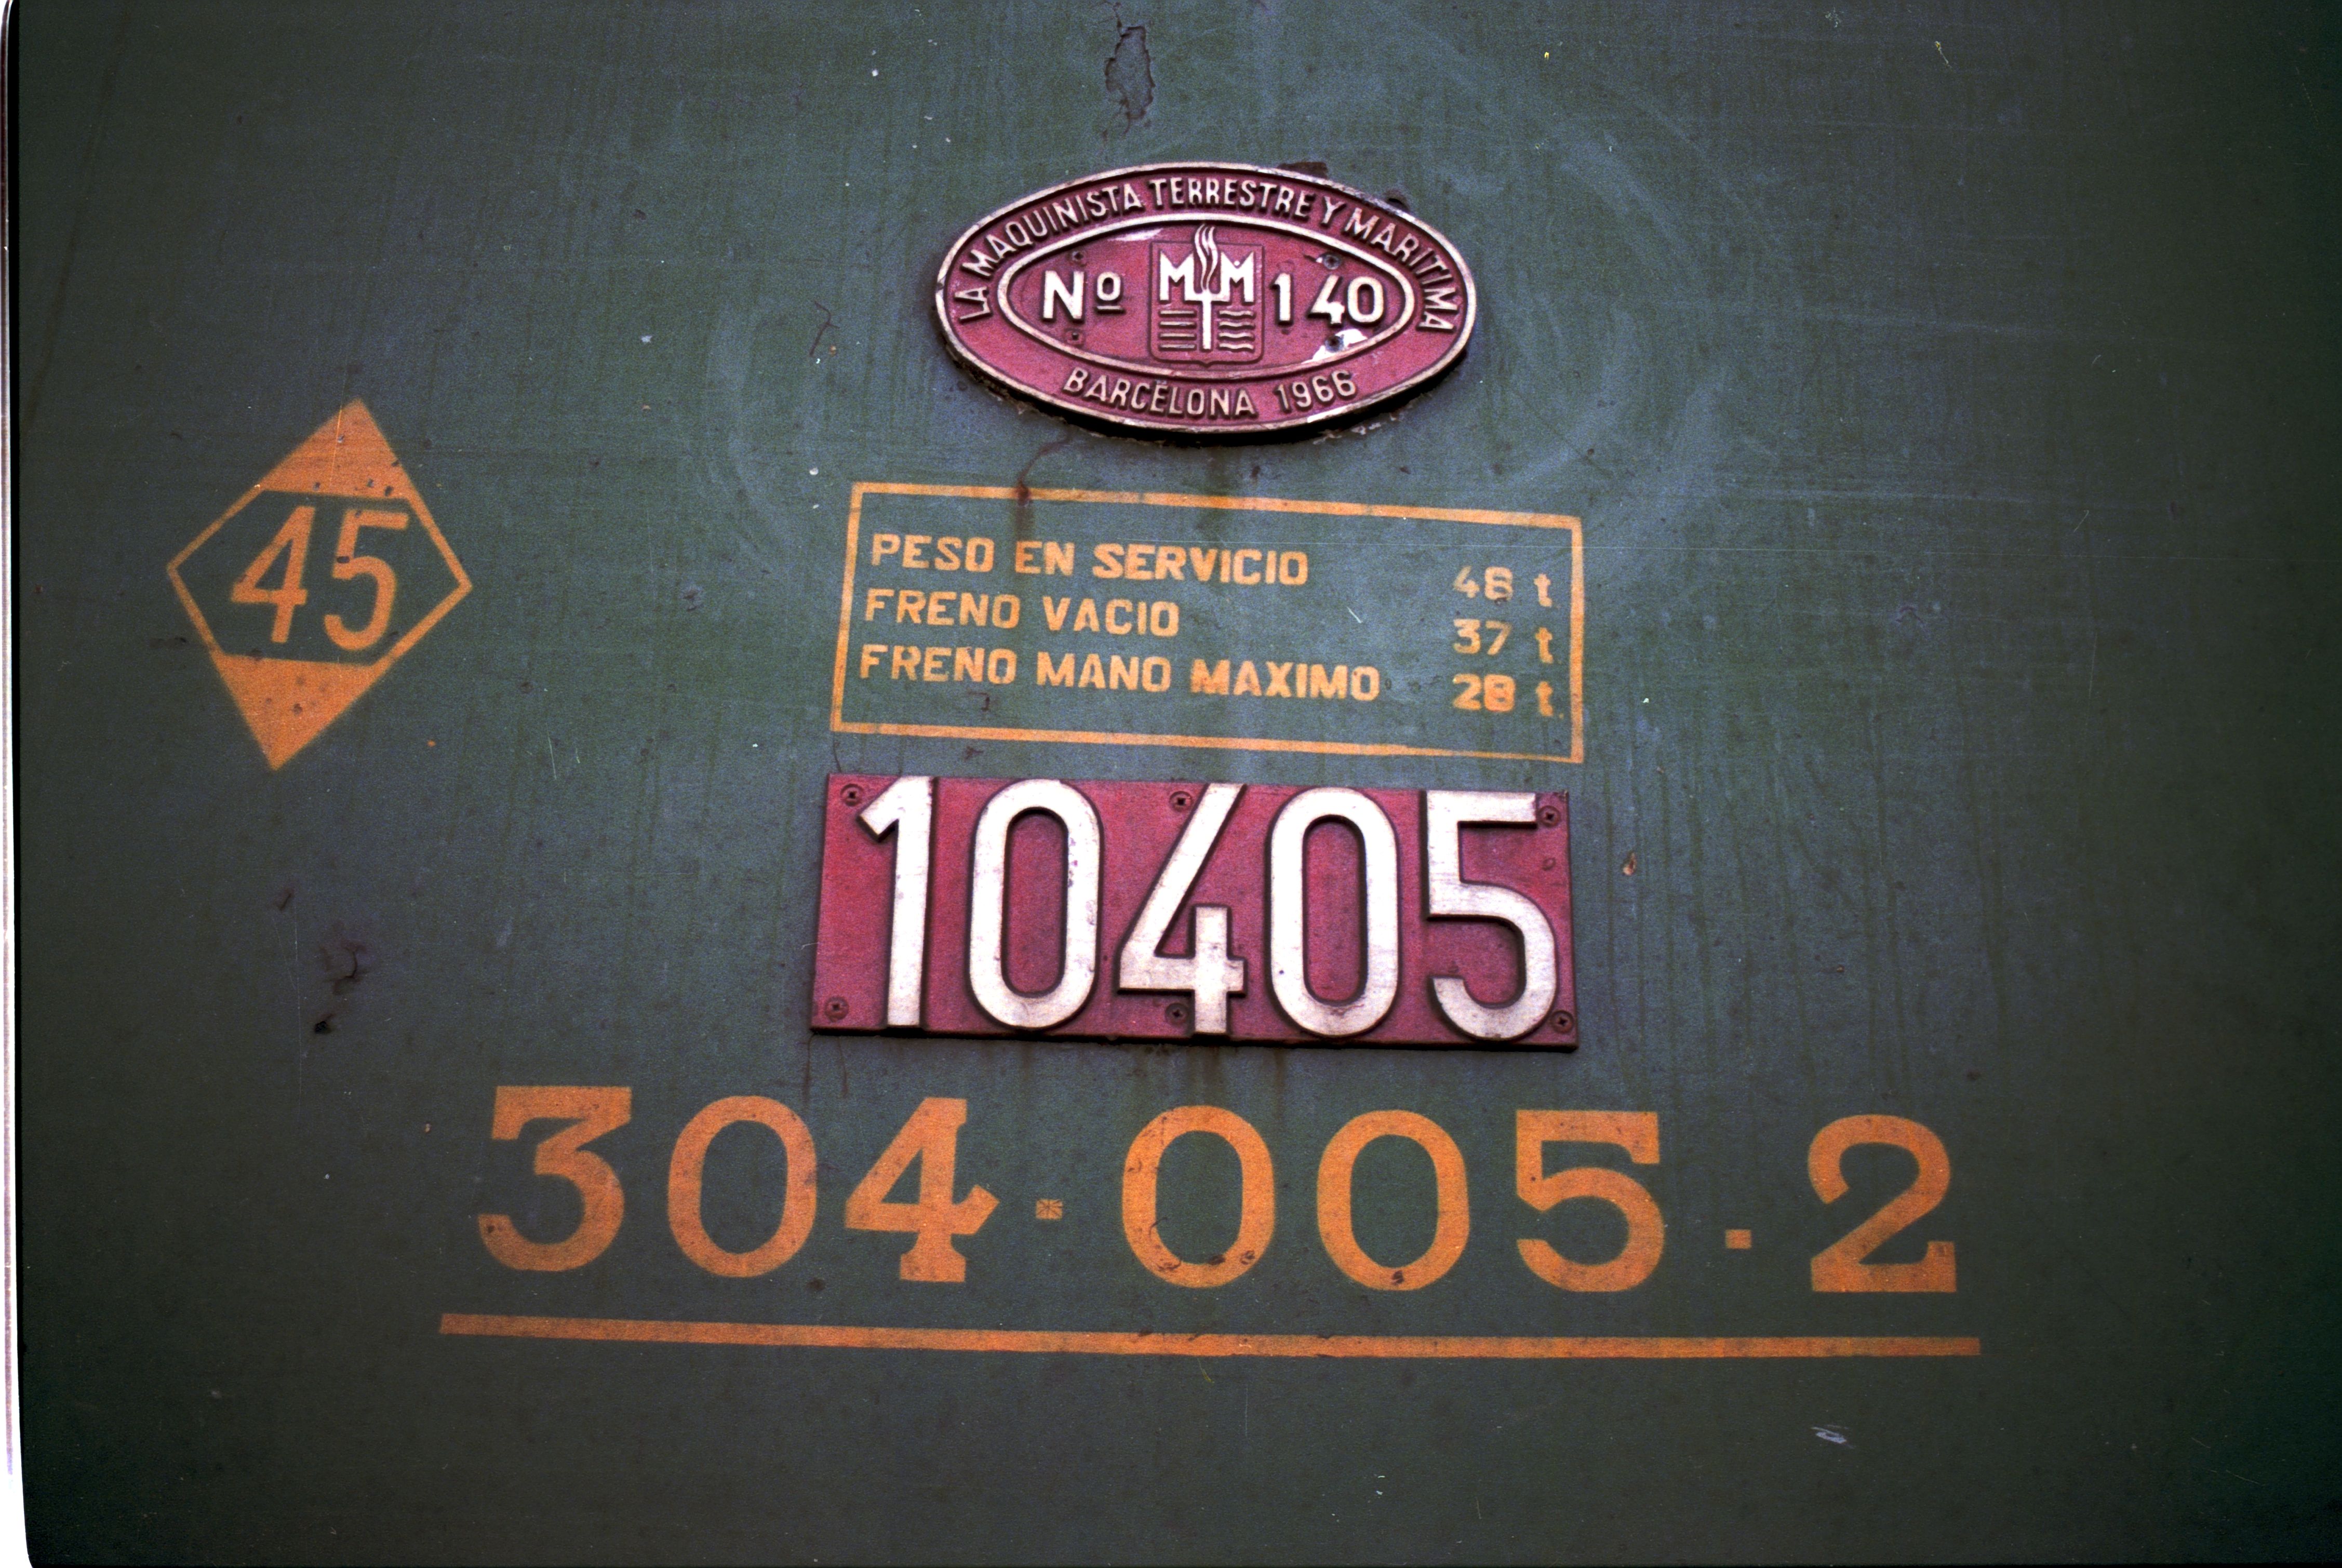 LA MAQUINISTA TERRESTRE Y MARITIMA
Nº MTM 140
BARCELONA 1966
45
PESO EN SERVICIO 48 t
FRENO VACIO 37 t
FRENO MANO MAXIMO 28 t.
10405
304·005.2